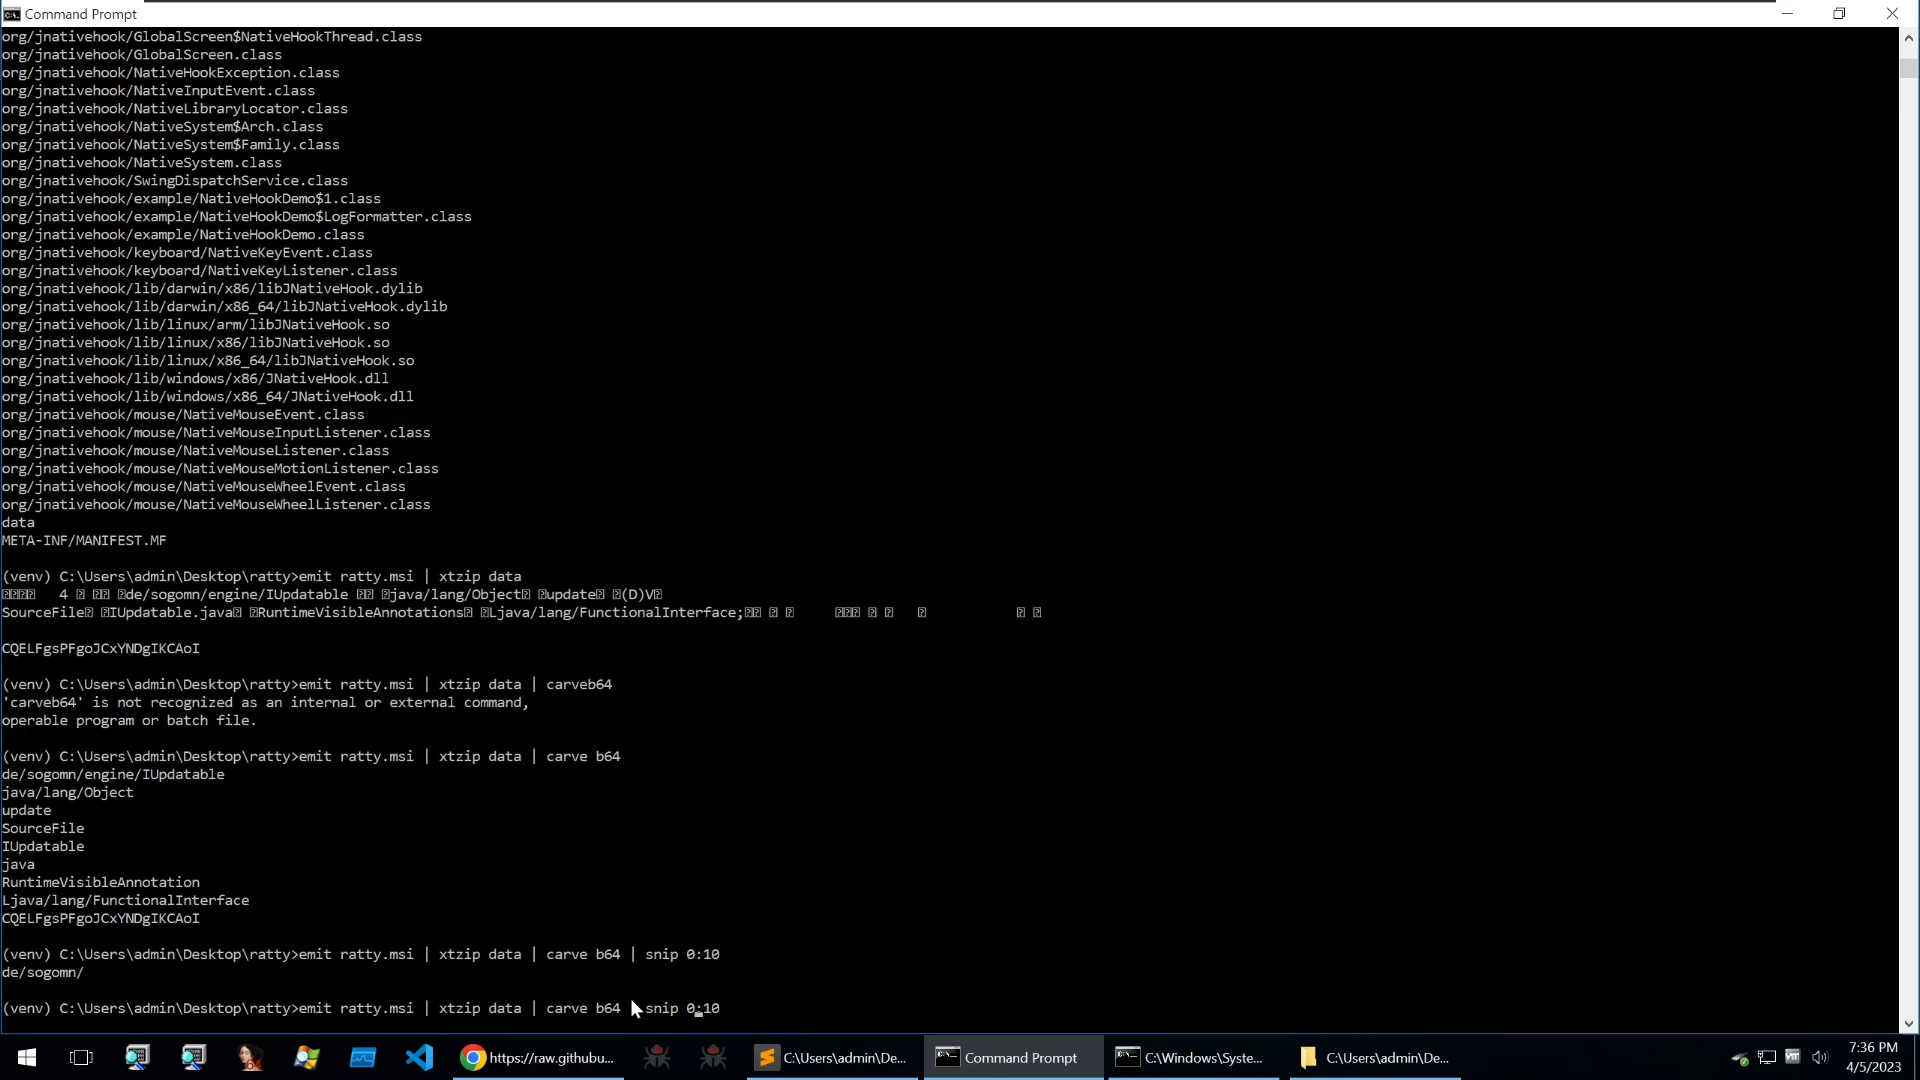 Command Prompt
org/jnativehook/GlobalScreen$NativeHookThread.class
org/jnativehook/GlobalScreen.class
org/jnativehook/NativeHookException.class
org/jnativehook/NativeInputEvent.class
org/jnativehook/NativeLibraryLocator.class
org/jnativehook/NativeSystem$Arch.class
org/jnativehook/NativeSystem$Family.class
org/jnativehook/NativeSystem.class
org/jnativehook/SwingDispatchService.class
org/jnativehook/example/NativeHookDemo$1.class
org/jnativehook/example/NativeHookDemo$LogFormatter.class
org/jnativehook/example/NativeHookDemo.class
org/jnativehook/keyboard/NativeKeyEvent.class
org/jnativehook/keyboard/NativeKeyListener.class
org/jnativehook/lib/darwin/x86/libJNativeHook.dylib
org/jnativehook/lib/darwin/x86_64/libJNativeHook.dylib
org/jnativehook/lib/linux/arm/libJNativeHook.so
org/jnativehook/lib/linux/x86/libJNativeHook.so
org/jnativehook/lib/linux/x86_64/libJNativeHook.so
org/jnativehook/lib/windows/x86/JNativeHook.dll
org/jnativehook/lib/windows/x86_64/JNativeHook.dll
org/jnativehook/mouse/NativeMouseEvent.class
org/jnativehook/mouse/NativeMouseInputListener.class
org/jnativehook/mouse/NativeMouseListener.class
org/jnativehook/mouse/NativeMouseMotionListener.class
org/jnativehook/mouse/NativeMouseWheelEvent.class
org/jnativehook/mouse/NativeMouseWheelListener.class
data
META-INF/MANIFEST.MF
(venv) C:\Users\admin\Desktop\ratty>emit ratty.msi | xtzip data
4 de/sogomn/engine/IUpdatable java/lang/Object update (D)V
SourceFile IUpdatable.java RuntimeVisibleAnnotations Ljava/lang/FunctionalInterface;
CQELFgsPFgoJCxYNDgIKCAoI
(venv) C:\Users\admin\Desktop\ratty>emit ratty.msi | xtzip data | carveb64
'carveb64' is not recognized as an internal or external command,
operable program or batch file.
(venv) C:\Users\admin\Desktop\ratty>emit ratty.msi | xtzip data | carve b64
de/sogomn/engine/IUpdatable
java/lang/Object
update
SourceFile
IUpdatable
java
RuntimeVisibleAnnotation
Ljava/lang/FunctionalInterface
CQELFgsPFgoJCxYNDgIKCAoI
(venv) C:\Users\admin\Desktop\ratty>emit ratty.msi | xtzip data | carve b64 | snip 0:10
de/sogomn/
(venv) C:\Users\admin\Desktop\ratty>emit ratty.msi | xtzip data | carve b64 snip 0:10
https://raw.githubu... C:\Users\admin\De... Command Prompt C:\Windows\Syste... C:\Users\admin\De... 7:36 PM
4/5/2023